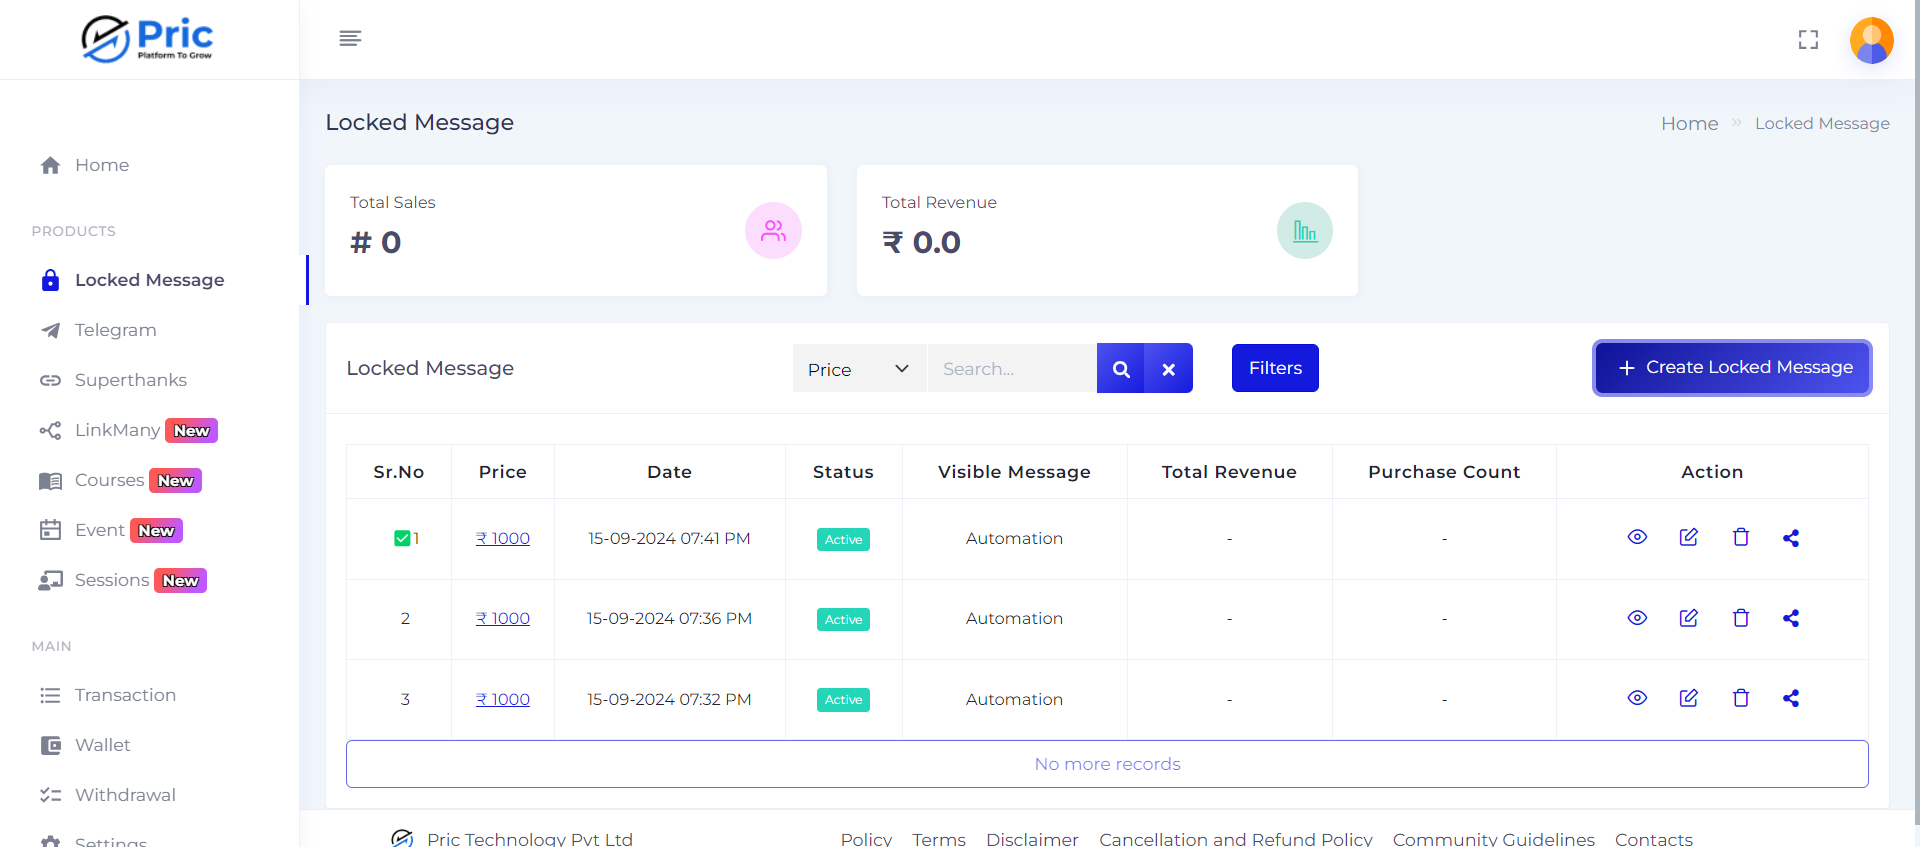 Pric
Platform To Grow
Home
PRODUCTS
Locked Message
Telegram
Superthanks
LinkMany New
Courses New
Event New
Sessions New
MAIN
Transaction
Wallet
Withdrawal
Settings
Locked Message
Home » Locked Message
Total Sales
# 0
Total Revenue
₹ 0.0
Locked Message
Price
Search...
Filters
+ Create Locked Message
Sr.No Price Date Status Visible Message Total Revenue Purchase Count Action
1 ₹ 1000 15-09-2024 07:41 PM Active Automation - -
2 ₹ 1000 15-09-2024 07:36 PM Active Automation - -
3 ₹ 1000 15-09-2024 07:32 PM Active Automation - -
No more records
Pric Technology Pvt Ltd
Policy Terms Disclaimer Cancellation and Refund Policy Community Guidelines Contacts